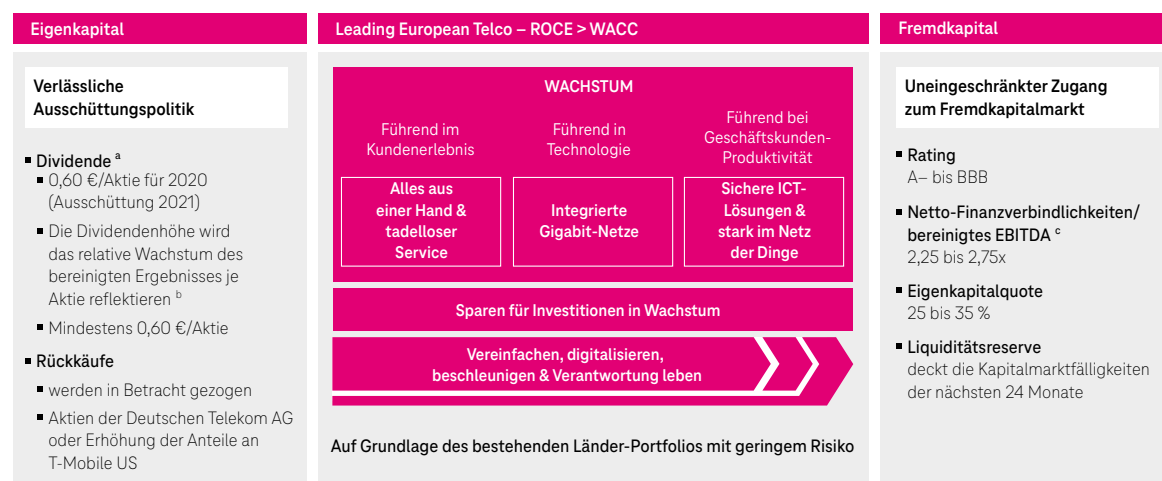 Eigenkapital
Verlässliche
Ausschüttungspolitik
▪ Dividende a
▪ 0,60 €/Aktie für 2020
(Ausschüttung 2021)
▪ Die Dividendenhöhe wird
das relative Wachstum des
bereinigten Ergebnisses je
Aktie reflektieren b
▪ Mindestens 0,60 €/Aktie
▪ Rückkäufe
▪ werden in Betracht gezogen
▪ Aktien der Deutschen Telekom AG
oder Erhöhung der Anteile an
T-Mobile US
Leading European Telco – ROCE > WACC
WACHSTUM
Führend im
Kundenerlebnis
Alles aus
einer Hand &
tadelloser
Service
Führend in
Technologie
Integrierte
Gigabit-Netze
Führend bei
Geschäftskunden-
Produktivität
Sichere ICT-
Lösungen &
stark im Netz
der Dinge
Sparen für Investitionen in Wachstum
Vereinfachen, digitalisieren,
beschleunigen & Verantwortung leben
Auf Grundlage des bestehenden Länder-Portfolios mit geringem Risiko
Fremdkapital
Uneingeschränkter Zugang
zum Fremdkapitalmarkt
▪ Rating
A– bis BBB
▪ Netto-Finanzverbindlichkeiten/
bereinigtes EBITDA c
2,25 bis 2,75x
▪ Eigenkapitalquote
25 bis 35 %
▪ Liquiditätsreserve
deckt die Kapitalmarktfälligkeiten
der nächsten 24 Monate